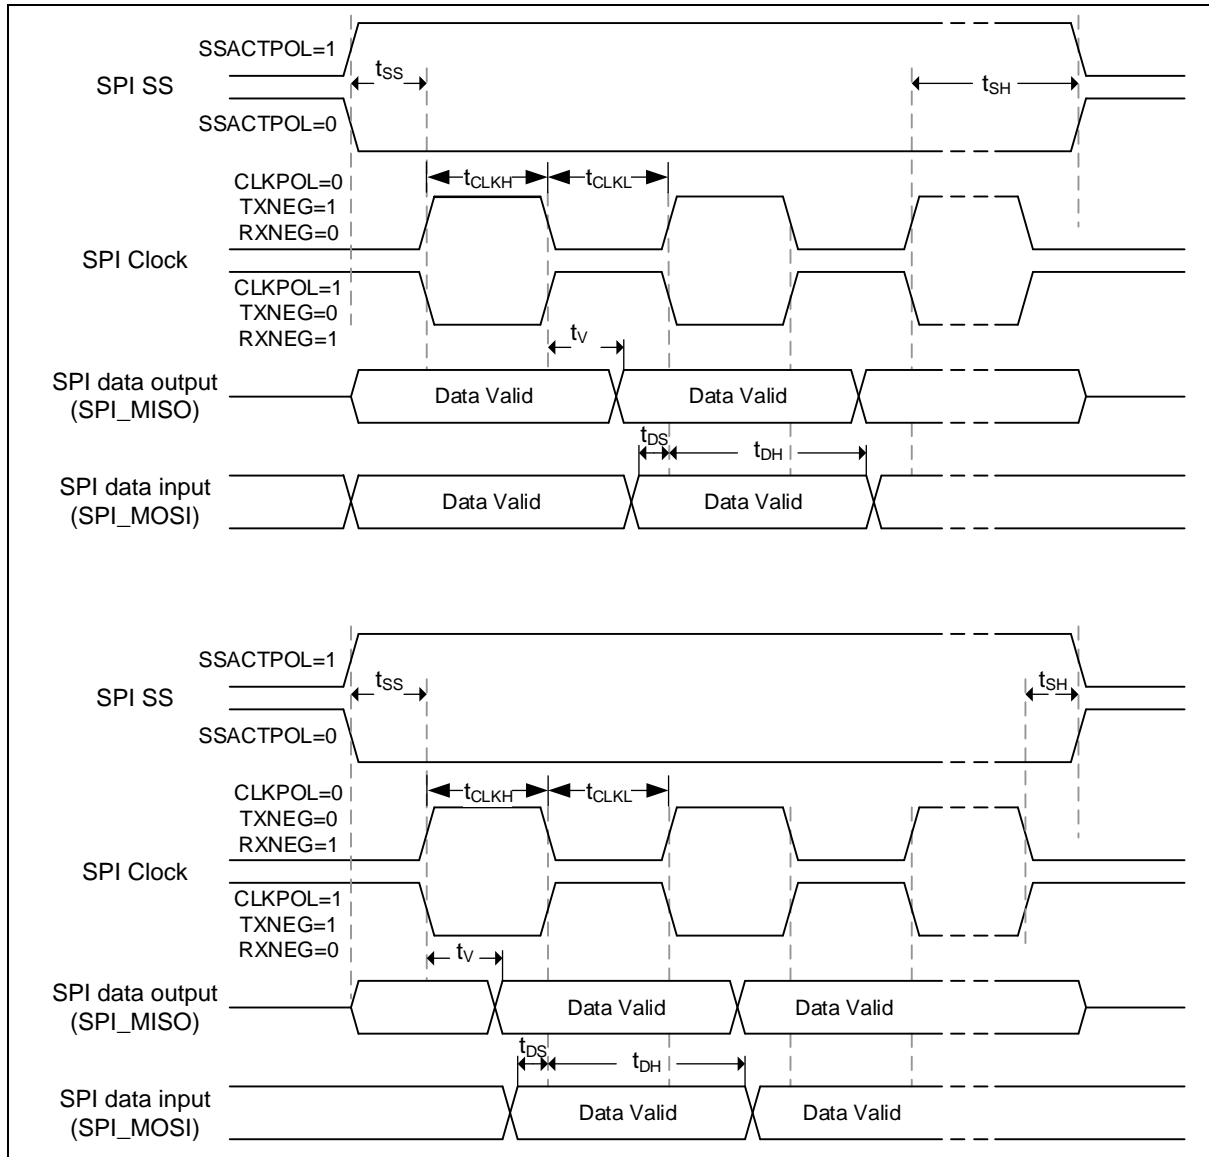 SSACTPOL=1
tSS
tSH
SPI SS
SSACTPOL=0
CLKPOL=0
TXNEG=1
RXNEG=0
tCLKH
tCLKL
SPI Clock
CLKPOL=1
TXNEG=0
RXNEG=1
tV
SPI data output
(SPI_MISO)
Data Valid
Data Valid
tDS
tDH
SPI data input
(SPI_MOSI)
Data Valid
Data Valid
SSACTPOL=1
tSS
tSH
SPI SS
SSACTPOL=0
CLKPOL=0
TXNEG=0
RXNEG=1
tCLKH
tCLKL
SPI Clock
CLKPOL=1
TXNEG=1
RXNEG=0
tV
SPI data output
(SPI_MISO)
Data Valid
Data Valid
tDS
tDH
SPI data input
(SPI_MOSI)
Data Valid
Data Valid